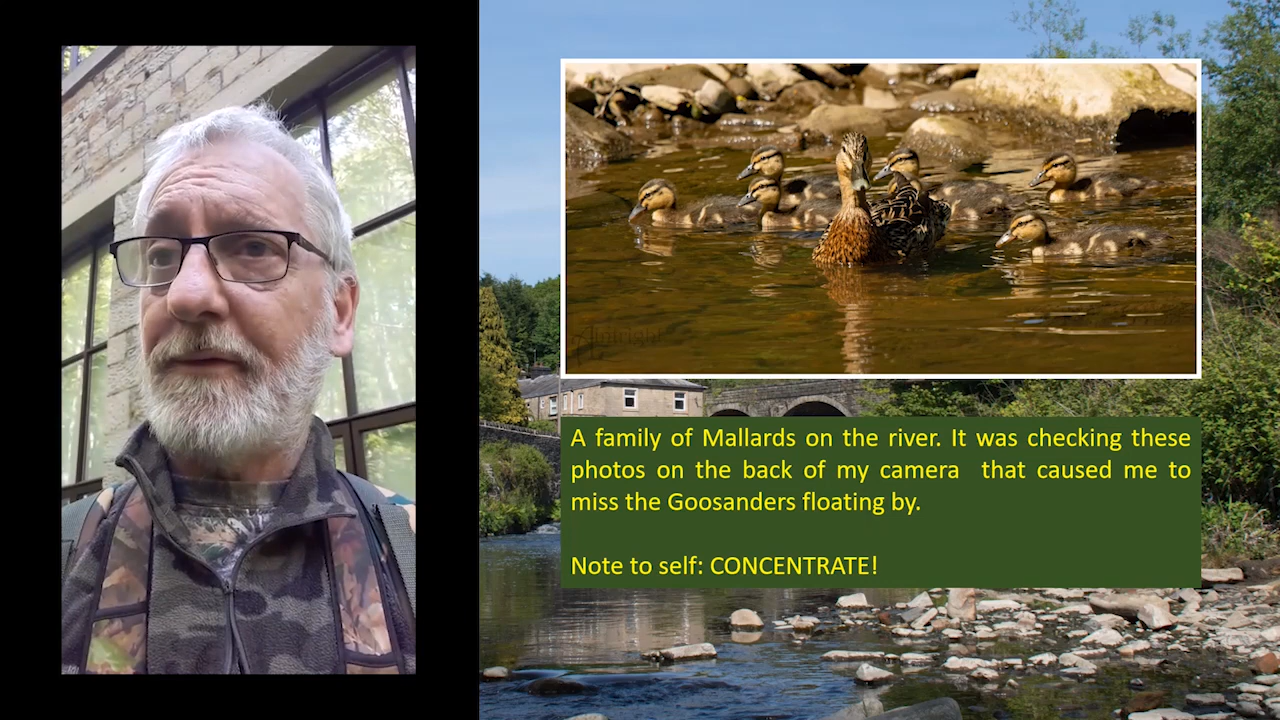 A family of Mallards on the river. It was checking these
photos on the back of my camera  that caused me to
miss the Goosanders floating by.
Note to self: CONCENTRATE!